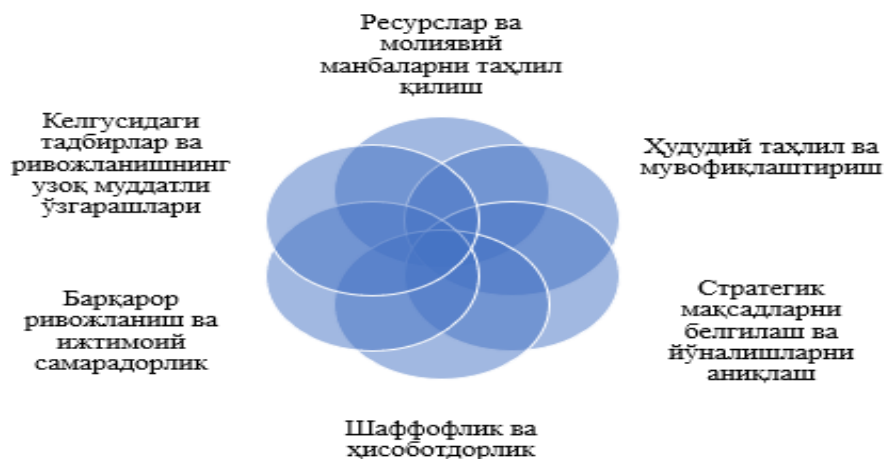 Ресурслар ва
молиявий
манбаларни таҳлил
қилиш
Ҳудудий таҳлил ва
мувофиқлаштириш
Стратегик
мақсадларни
белгилаш ва
йўналишларни
аниқлаш
Шаффофлик ва
ҳисоботдорлик
Барқарор
ривожланиш ва
ижтимоий
самарадорлик
Келгусидаги
тадбирлар ва
ривожланишнинг
узоқ муддатли
ўзгарашлари